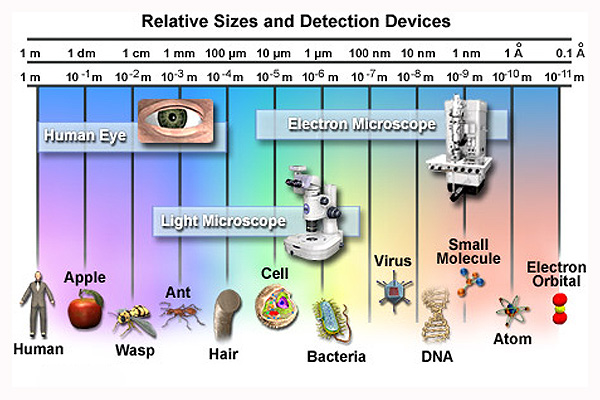 Relative Sizes and Detection Devices
1 m 1 dm 1 cm 1 mm 100 µm 10 µm 1 µm 100 nm 10 nm 1 nm 1 Å 0.1 Å
1 m 10⁻¹ m 10⁻² m 10⁻³ m 10⁻⁴ m 10⁻⁵ m 10⁻⁶ m 10⁻⁷ m 10⁻⁸ m 10⁻⁹ m 10⁻¹⁰ m 10⁻¹¹ m
Human Eye
Electron Microscope
Light Microscope
Human
Apple
Wasp
Ant
Hair
Cell
Bacteria
Virus
DNA
Small
Molecule
Atom
Electron
Orbital